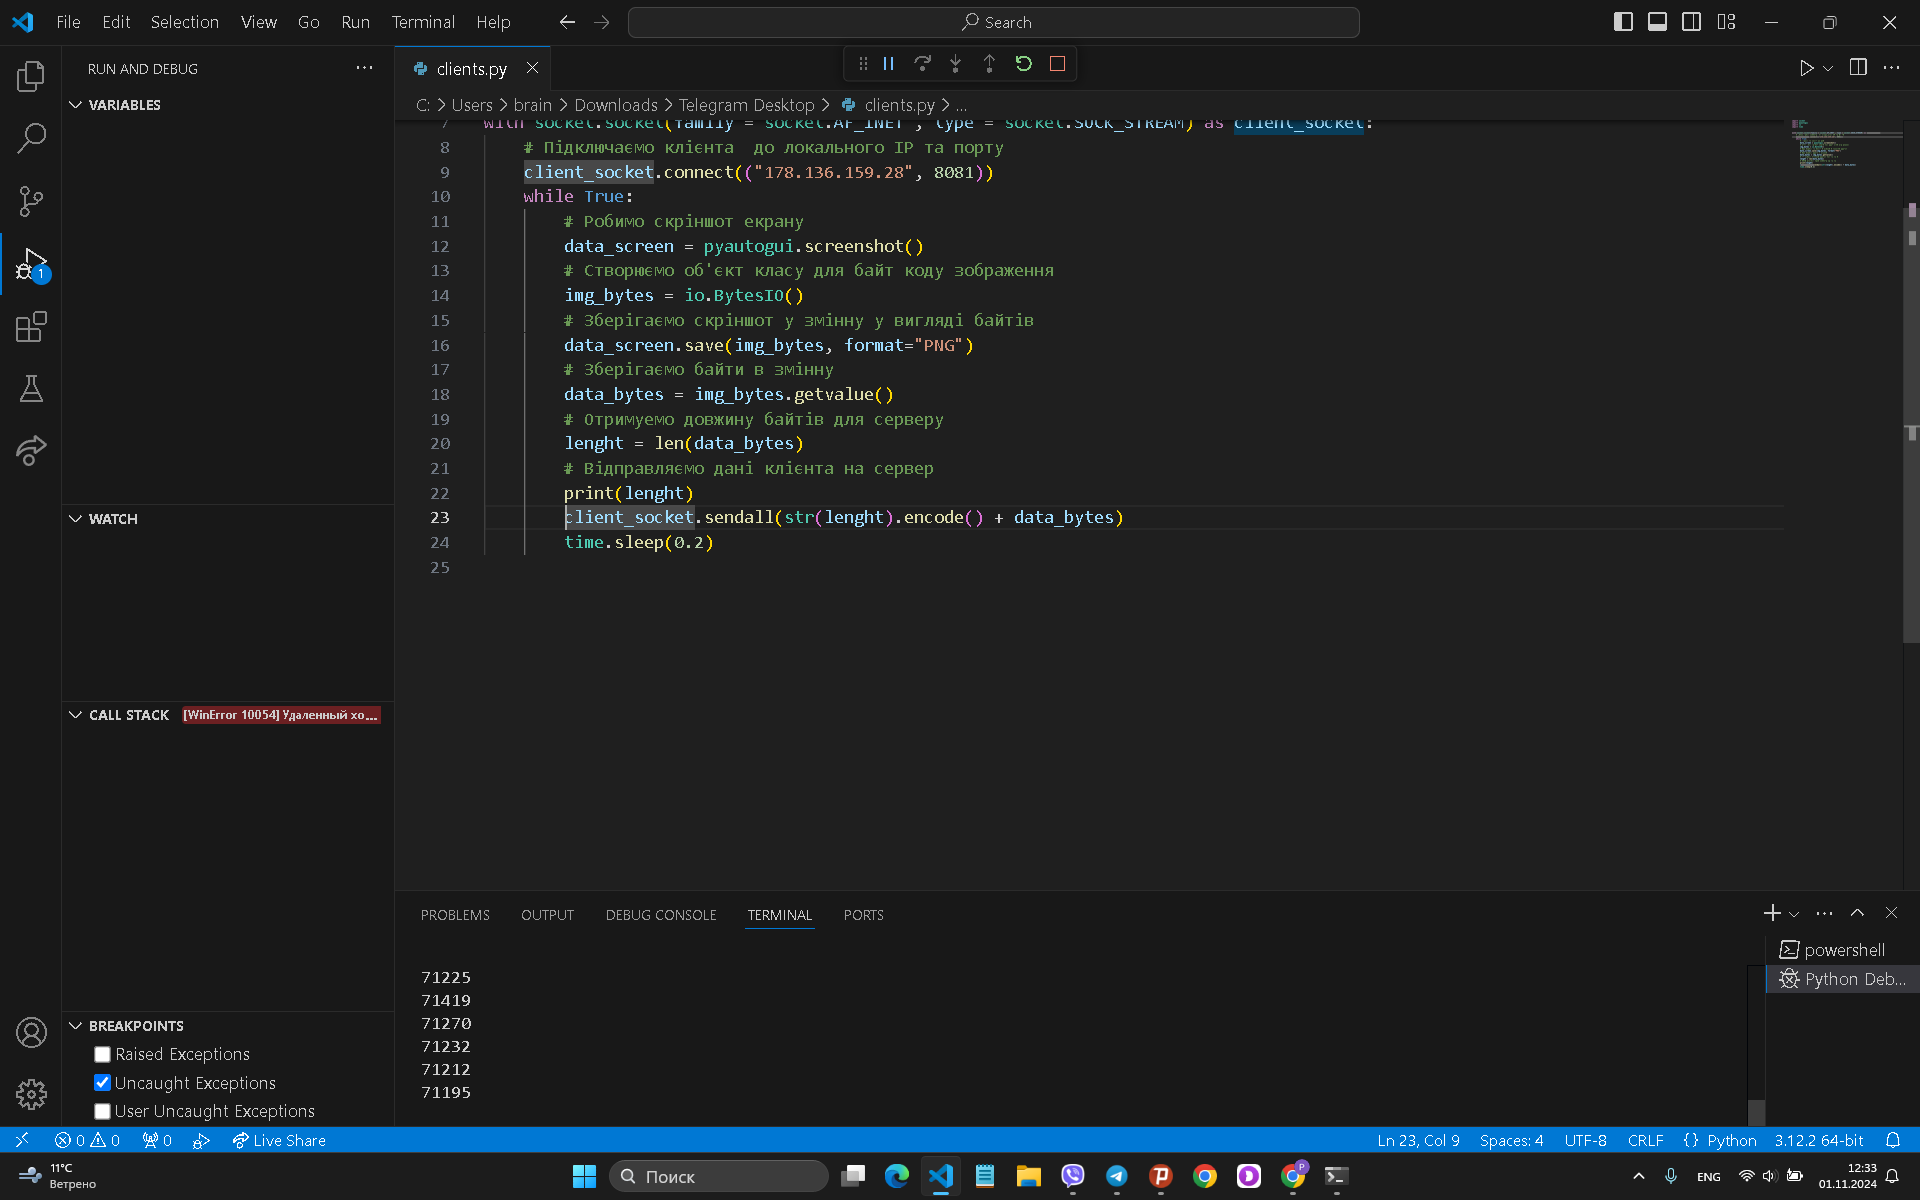 File Edit Selection View Go Run Terminal Help
Search
RUN AND DEBUG
clients.py
VARIABLES
C: > Users > brain > Downloads > Telegram Desktop > clients.py > ...
7 with socket.socket(family = socket.AF_INET , type = socket.SOCK_STREAM) as client_socket:
8 # Підключаємо клієнта  до локального IP та порту
9 client_socket.connect(("178.136.159.28", 8081))
10 while True:
11 # Робимо скріншот екрану
12 data_screen = pyautogui.screenshot()
13 # Створюємо об'єкт класу для байт коду зображення
14 img_bytes = io.BytesIO()
15 # Зберігаємо скріншот у змінну у вигляді байтів
16 data_screen.save(img_bytes, format="PNG")
17 # Зберігаємо байти в змінну
18 data_bytes = img_bytes.getvalue()
19 # Отримуемо довжину байтів для серверу
20 lenght = len(data_bytes)
21 # Відправляємо дані клієнта на сервер
22 print(lenght)
23 client_socket.sendall(str(lenght).encode() + data_bytes)
24 time.sleep(0.2)
25
1
WATCH
CALL STACK [WinError 10054] Удаленный хо...
BREAKPOINTS
Raised Exceptions
Uncaught Exceptions
User Uncaught Exceptions
PROBLEMS OUTPUT DEBUG CONSOLE TERMINAL PORTS
71225
71419
71270
71232
71212
71195
powershell
Python Deb...
0 0 0 Live Share
Ln 23, Col 9 Spaces: 4 UTF-8 CRLF {} Python 3.12.2 64-bit
11°C
Ветрено
Поиск
P
ENG
12:33
01.11.2024